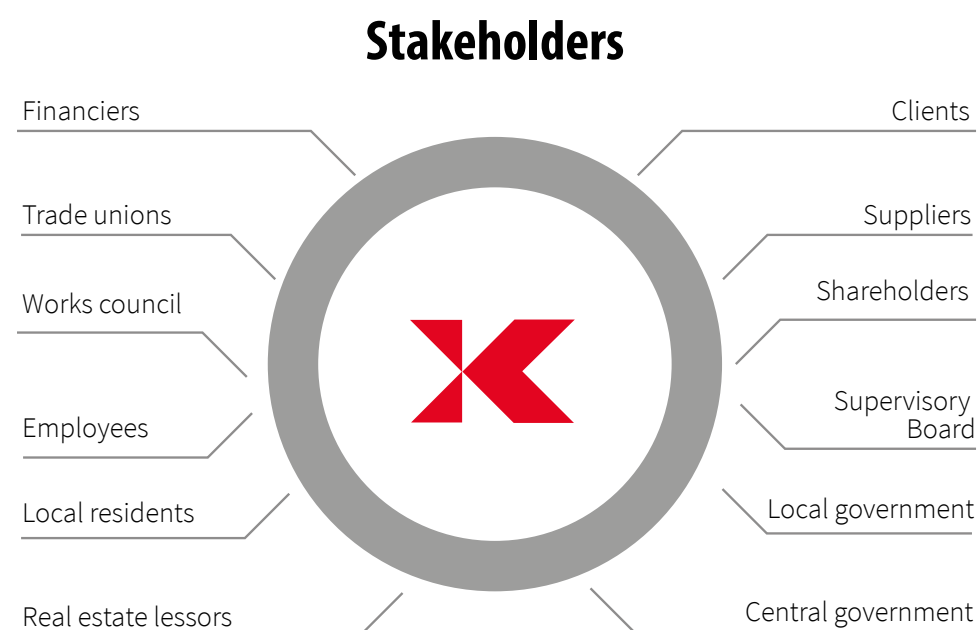 Stakeholders
Financiers
Trade unions
Works council
Employees
Local residents
Real estate lessors
Clients
Suppliers
Shareholders
Supervisory
Board
Local government
Central government